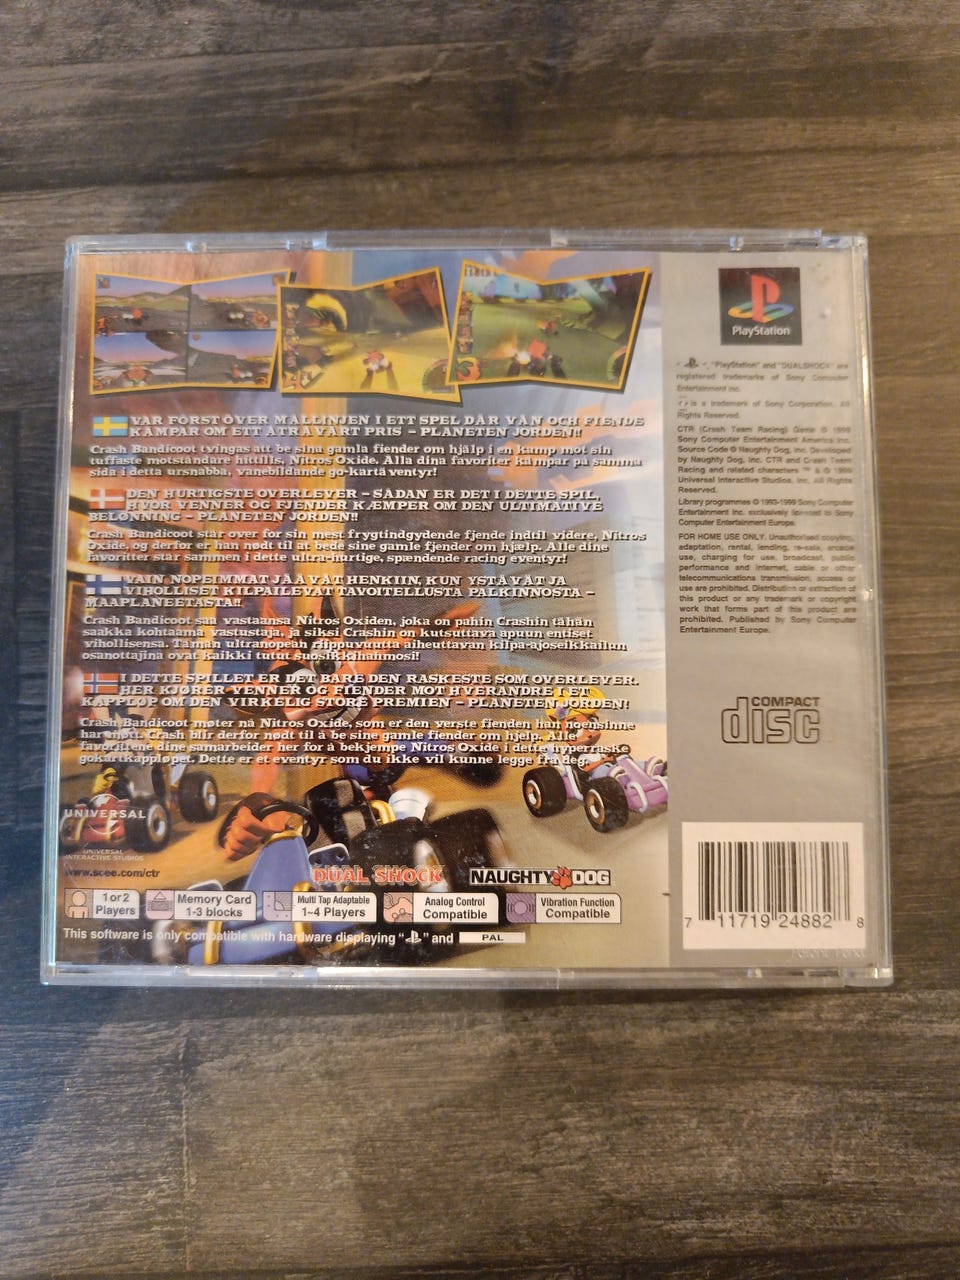 VAR FÖRST ÖVER MÅLLINJEN I ETT SPEL DÄR VÄN OCH FIENDE
KÄMPAR OM ETT ÅTRÅVÄRT PRIS – PLANETEN JORDEN!!
Crash Bandicoot tvingas att be sina gamla fiender om hjälp i en kamp mot sin
tuffaste motståndare hittills, Nitros Oxide. Alla dina favoriter kämpar på samma
sida i detta ursnabba, vanebildande go-kartäventyr!
DEN HURTIGSTE OVERLEVER – SÅDAN ER DET I DETTE SPIL,
HVOR VENNER OG FJENDER KÆMPER OM DEN ULTIMATIVE
BELØNNING – PLANETEN JORDEN!!
Crash Bandicoot står over for sin mest frygtindgydende fjende indtil videre, Nitros
Oxide, og derfor er han nødt til at bede sine gamle fjender om hjælp. Alle dine
favoritter står sammen i dette ultra-hurtige, spændende racing eventyr!
VAIN NOPEIMMAT JÄÄVÄT HENKIIN, KUN YSTÄVÄT JA
VIHOLLISET KILPAILEVAT TAVOITELLUSTA PALKINNOSTA –
MAAPLANEETASTA!!
Crash Bandicoot saa vastaansa Nitros Oxiden, joka on pahin Crashin tähän
saakka kohtaama vastustaja, ja siksi Crashin on kutsuttava apuun entiset
vihollisensa. Tämän ultranopean riippuvuutta aiheuttavan kilpa-ajoseikkailun
osanottajina ovat kaikki tutut suosikkihahmosi!
I DETTE SPILLET ER DET BARE DEN RASKESTE SOM OVERLEVER.
HER KJØRER VENNER OG FIENDER MOT HVERANDRE I ET
KAPPLØP OM DEN VIRKELIG STORE PREMIEN – PLANETEN JORDEN!
Crash Bandicoot møter nå Nitros Oxide, som er den verste fienden han noensinne
har møtt. Crash blir derfor nødt til å be sine gamle fiender om hjelp. Alle
favorittene dine samarbeider her for å bekjempe Nitros Oxide i dette hyperraske
gokartkappløpet. Dette er et eventyr som du ikke vil kunne legge fra deg.
UNIVERSAL
UNIVERSAL
INTERACTIVE STUDIOS
www.scee.com/ctr
DUAL SHOCK
NAUGHTY DOG
1 or 2
Players
Memory Card
1-3 blocks
Multi Tap Adaptable
1-4 Players
Analog Control
Compatible
Vibration Function
Compatible
This software is only compatible with hardware displaying “ ” and PAL
PlayStation
" ", "PlayStation" and "DUALSHOCK" are
registered trademarks of Sony Computer
Entertainment Inc.
is a trademark of Sony Corporation. All
Rights Reserved.
CTR (Crash Team Racing) Game © 1999
Sony Computer Entertainment America Inc.
Source Code © Naughty Dog, Inc. Developed
by Naughty Dog, Inc. CTR and Crash Team
Racing and related characters ™ & © 1999
Universal Interactive Studios, Inc. All Rights
Reserved.
Library programmes © 1993-1999 Sony Computer
Entertainment Inc. exclusively licensed to Sony
Computer Entertainment Europe.
FOR HOME USE ONLY. Unauthorised copying,
adaptation, rental, lending, re-sale, arcade
use, charging for use, broadcast, public
performance and internet, cable or other
telecommunications transmission, access or
use are prohibited. Distribution or extraction of
this product or any trademark or copyright
work that forms part of this product are
prohibited. Published by Sony Computer
Entertainment Europe.
COMPACT
disc
7 11719 24882 8